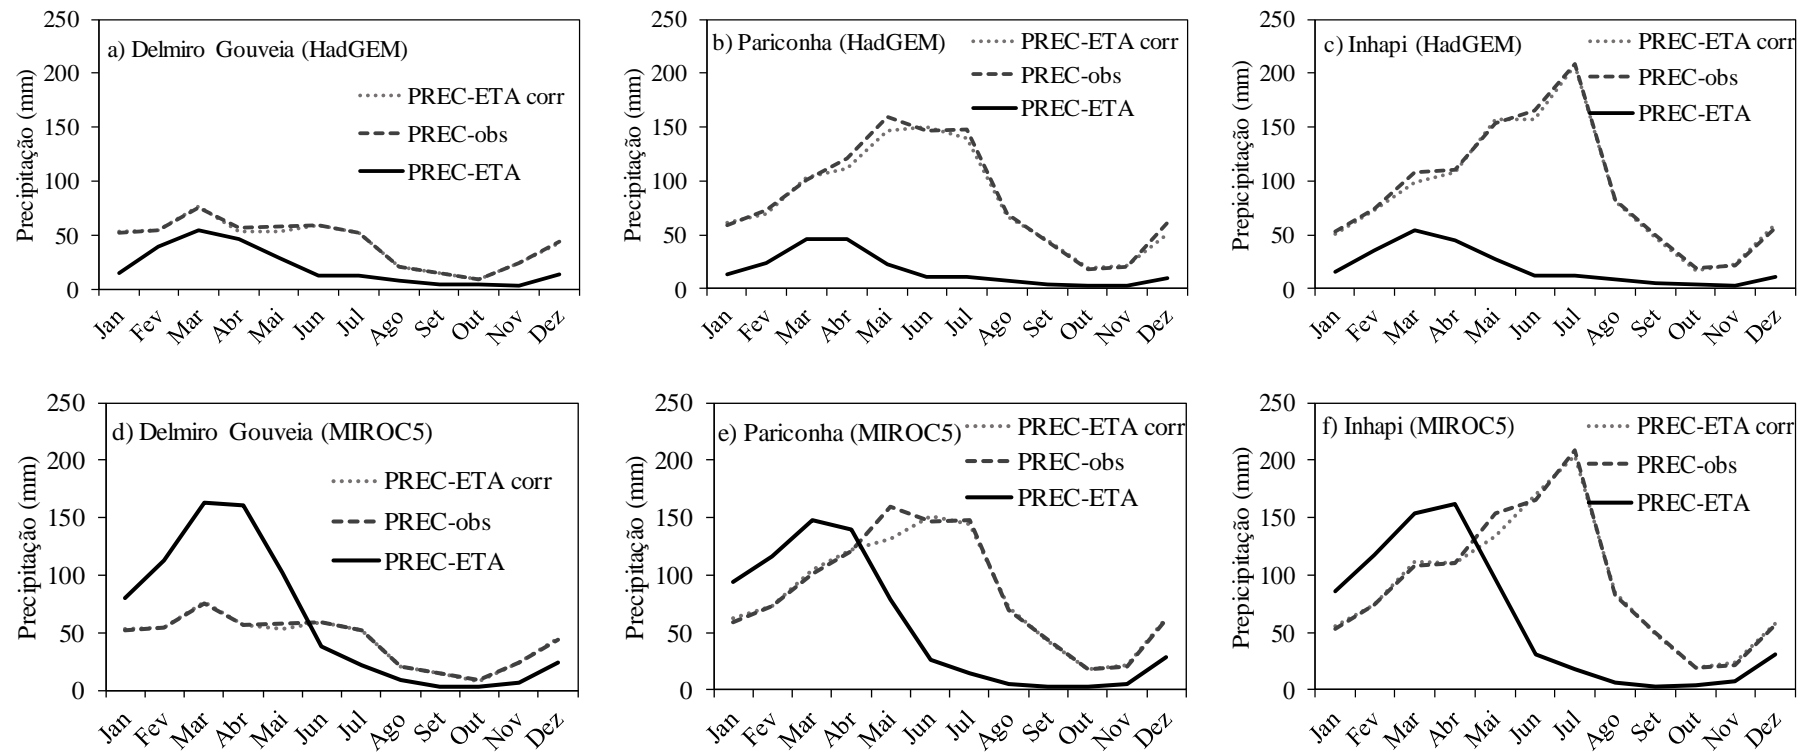 a) Delmiro Gouveia (HadGEM)
PREC-ETA corr
PREC-obs
PREC-ETA
Precipitação (mm)
250
200
150
100
50
0
Jan Fev Mar Abr Mai Jun Jul Ago Set Out Nov Dez
b) Pariconha (HadGEM)
PREC-ETA corr
PREC-obs
PREC-ETA
Precipitação (mm)
250
200
150
100
50
0
Jan Fev Mar Abr Mai Jun Jul Ago Set Out Nov Dez
c) Inhapi (HadGEM)
PREC-ETA corr
PREC-obs
PREC-ETA
Prepicipitação (mm)
250
200
150
100
50
0
Jan Fev Mar Abr Mai Jun Jul Ago Set Out Nov Dez
d) Delmiro Gouveia (MIROC5)
PREC-ETA corr
PREC-obs
PREC-ETA
Precipitação (mm)
250
200
150
100
50
0
Jan Fev Mar Abr Mai Jun Jul Ago Set Out Nov Dez
e) Pariconha (MIROC5)
PREC-ETA corr
PREC-obs
PREC-ETA
Precipitação (mm)
250
200
150
100
50
0
Jan Fev Mar Abr Mai Jun Jul Ago Set Out Nov Dez
f) Inhapi (MIROC5)
PREC-ETA corr
PREC-obs
PREC-ETA
Prepicipitação (mm)
250
200
150
100
50
0
Jan Fev Mar Abr Mai Jun Jul Ago Set Out Nov Dez